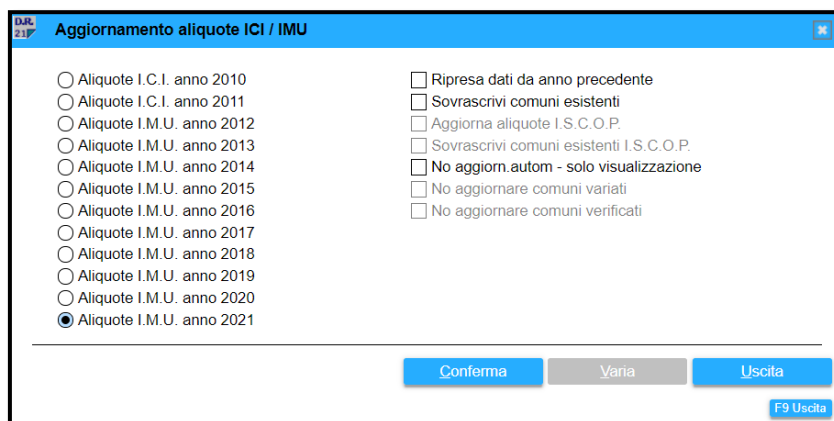 D.R.
21
Aggiornamento aliquote ICI / IMU
Aliquote I.C.I. anno 2010
Aliquote I.C.I. anno 2011
Aliquote I.M.U. anno 2012
Aliquote I.M.U. anno 2013
Aliquote I.M.U. anno 2014
Aliquote I.M.U. anno 2015
Aliquote I.M.U. anno 2016
Aliquote I.M.U. anno 2017
Aliquote I.M.U. anno 2018
Aliquote I.M.U. anno 2019
Aliquote I.M.U. anno 2020
Aliquote I.M.U. anno 2021
Ripresa dati da anno precedente
Sovrascrivi comuni esistenti
Aggiorna aliquote I.S.C.O.P.
Sovrascrivi comuni esistenti I.S.C.O.P.
No aggiorn.autom - solo visualizzazione
No aggiornare comuni variati
No aggiornare comuni verificati
Conferma
Varia
Uscita
F9 Uscita